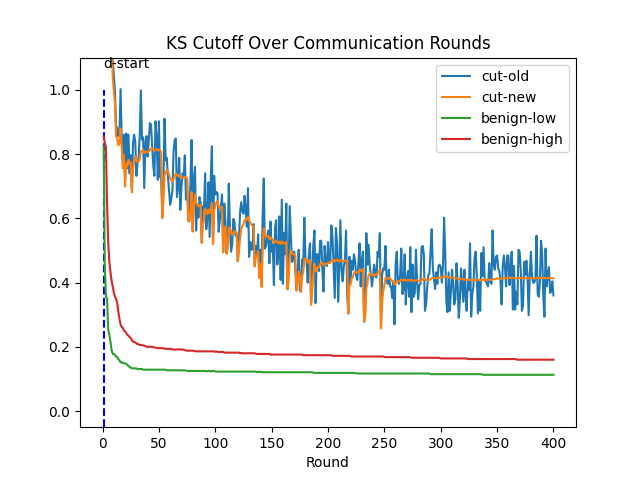 KS Cutoff Over Communication Rounds
d-start
cut-old
cut-new
benign-low
benign-high
1.0
0.8
0.6
0.4
0.2
0.0
0 50 100 150 200 250 300 350 400
Round